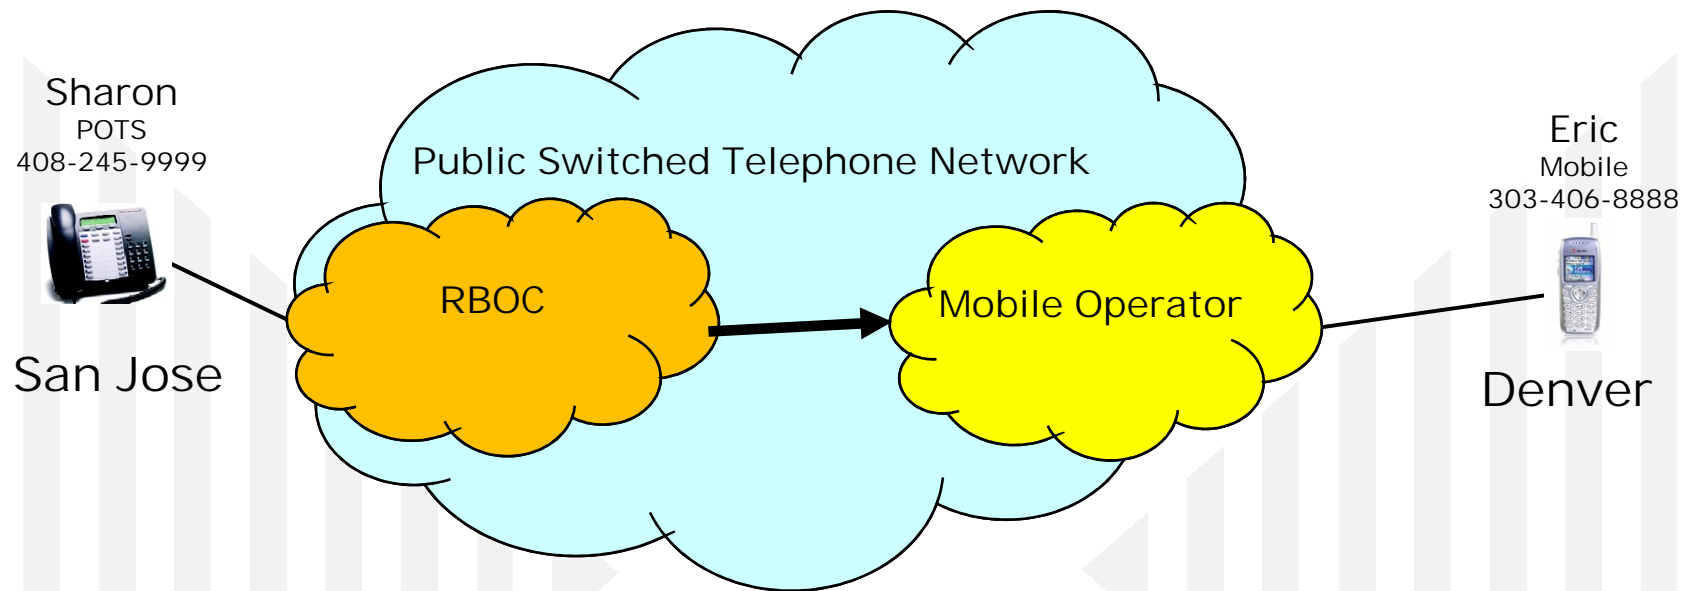 Sharon
POTS
408-245-9999
San Jose
Public Switched Telephone Network
RBOC
Mobile Operator
Eric
Mobile
303-406-8888
Denver